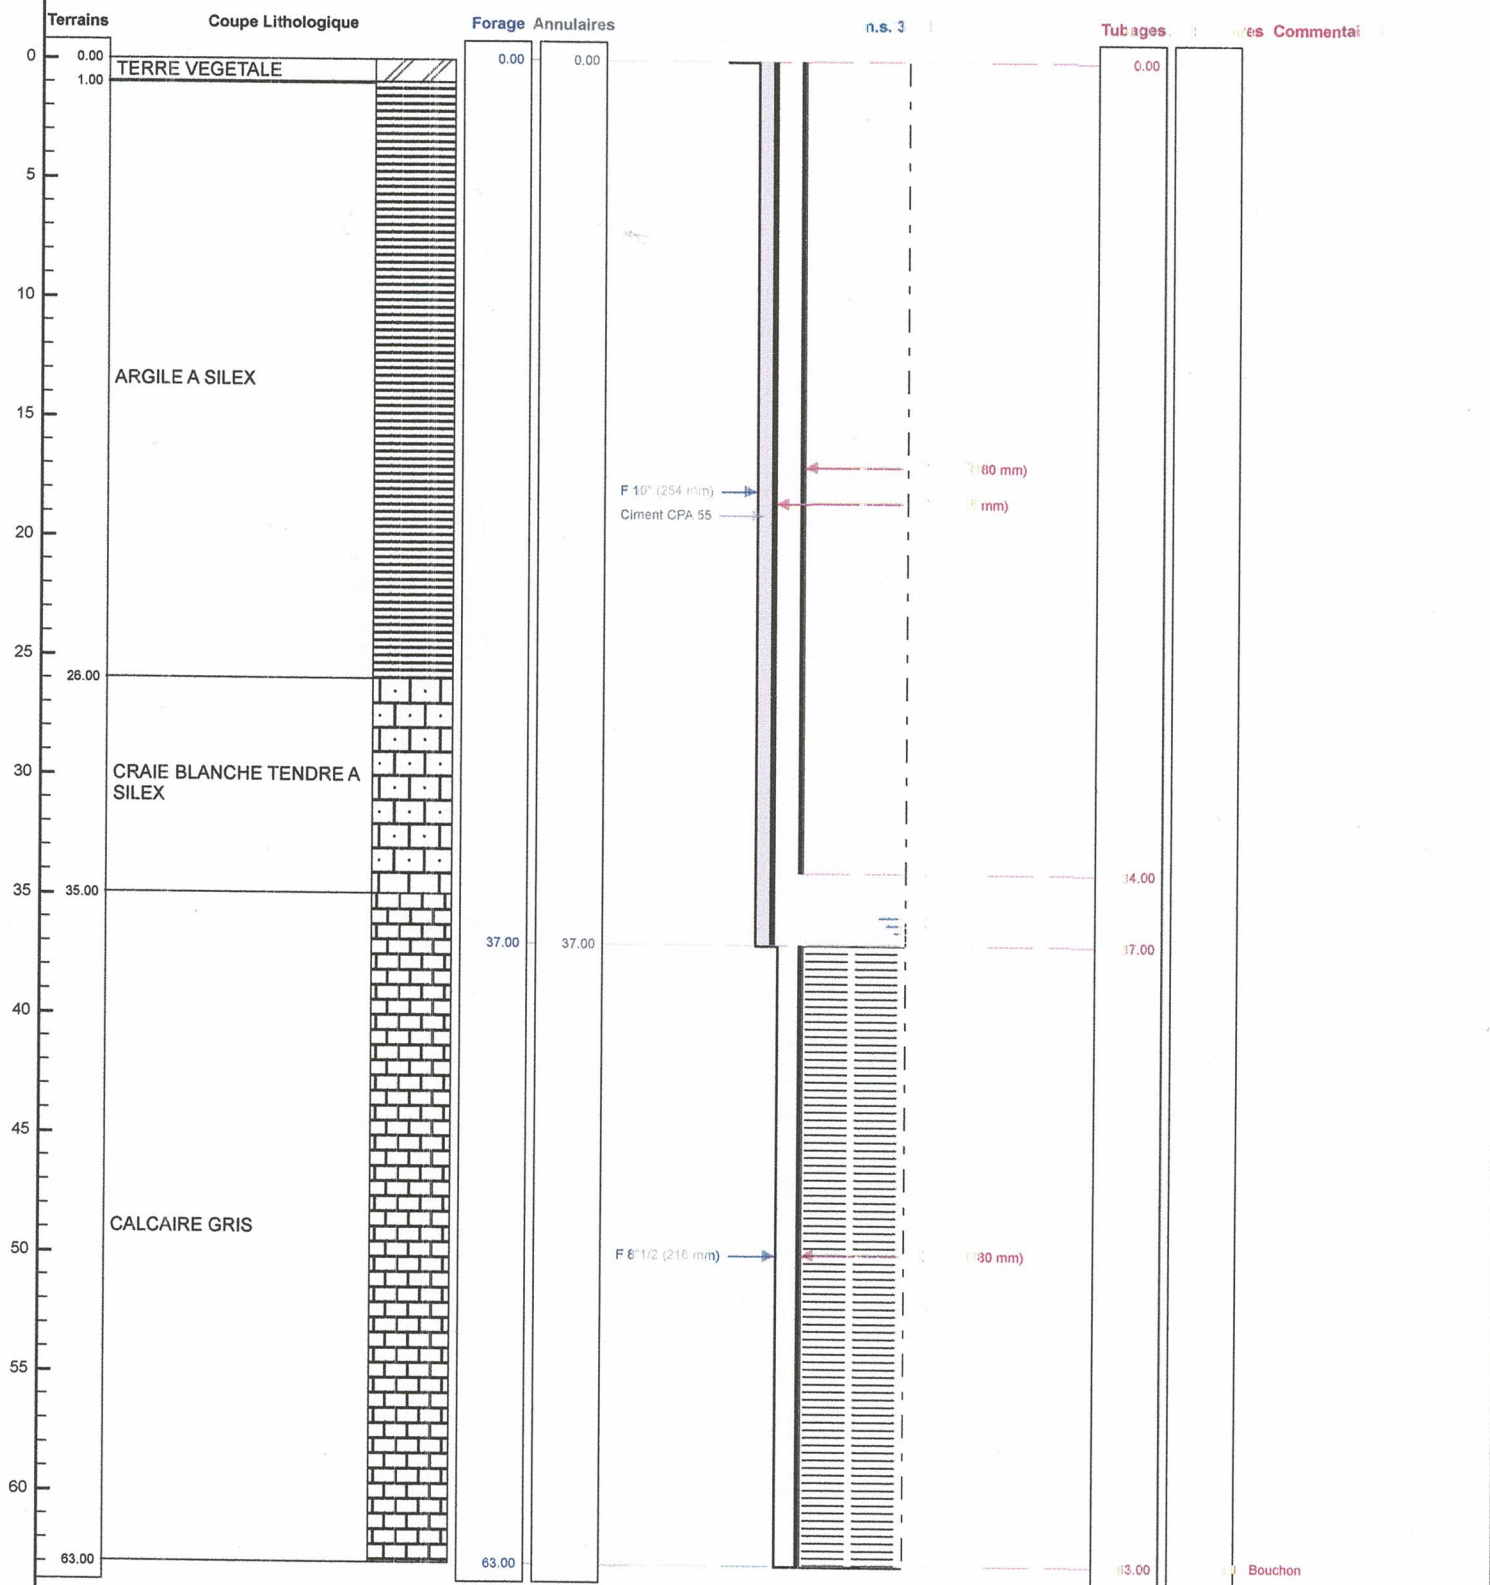 Terrains Coupe Lithologique Forage Annulaires n.s. 3 Tubages Commentai
0 0.00 0.00 0.00 0.00
TERRE VEGETALE
1.00
5
10
ARGILE A SILEX
15
80 mm)
F 10" (254 mm)
mm)
Ciment CPA 55
20
25
26.00
30 CRAIE BLANCHE TENDRE A
SILEX
35 35.00
37.00 37.00
40
45
CALCAIRE GRIS
50 F 8"1/2 (216 mm)
55
60
63.00 63.00 Bouchon